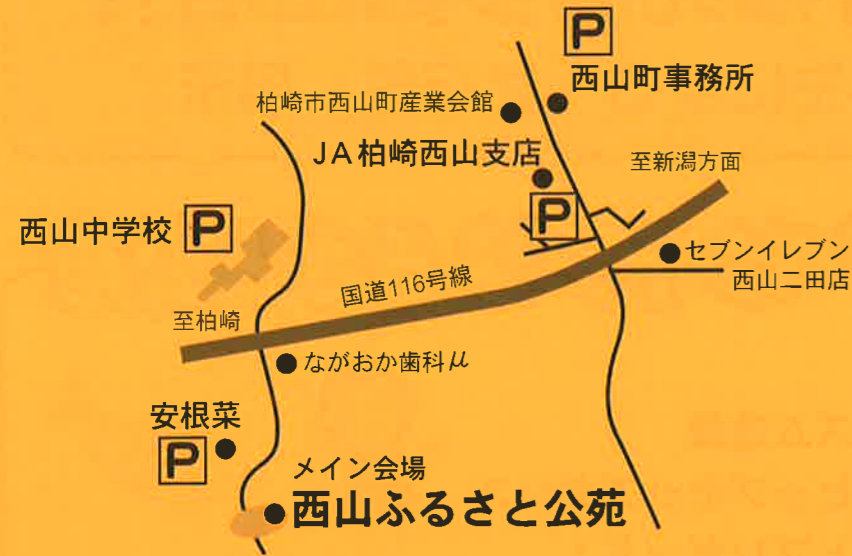 P
西山町事務所
柏崎市西山町産業会館
JA柏崎西山支店
至新潟方面
P
西山中学校 P
セブンイレブン
西山二田店
国道116号線
至柏崎
ながおか歯科μ
安根菜
P
メイン会場
西山ふるさと公苑